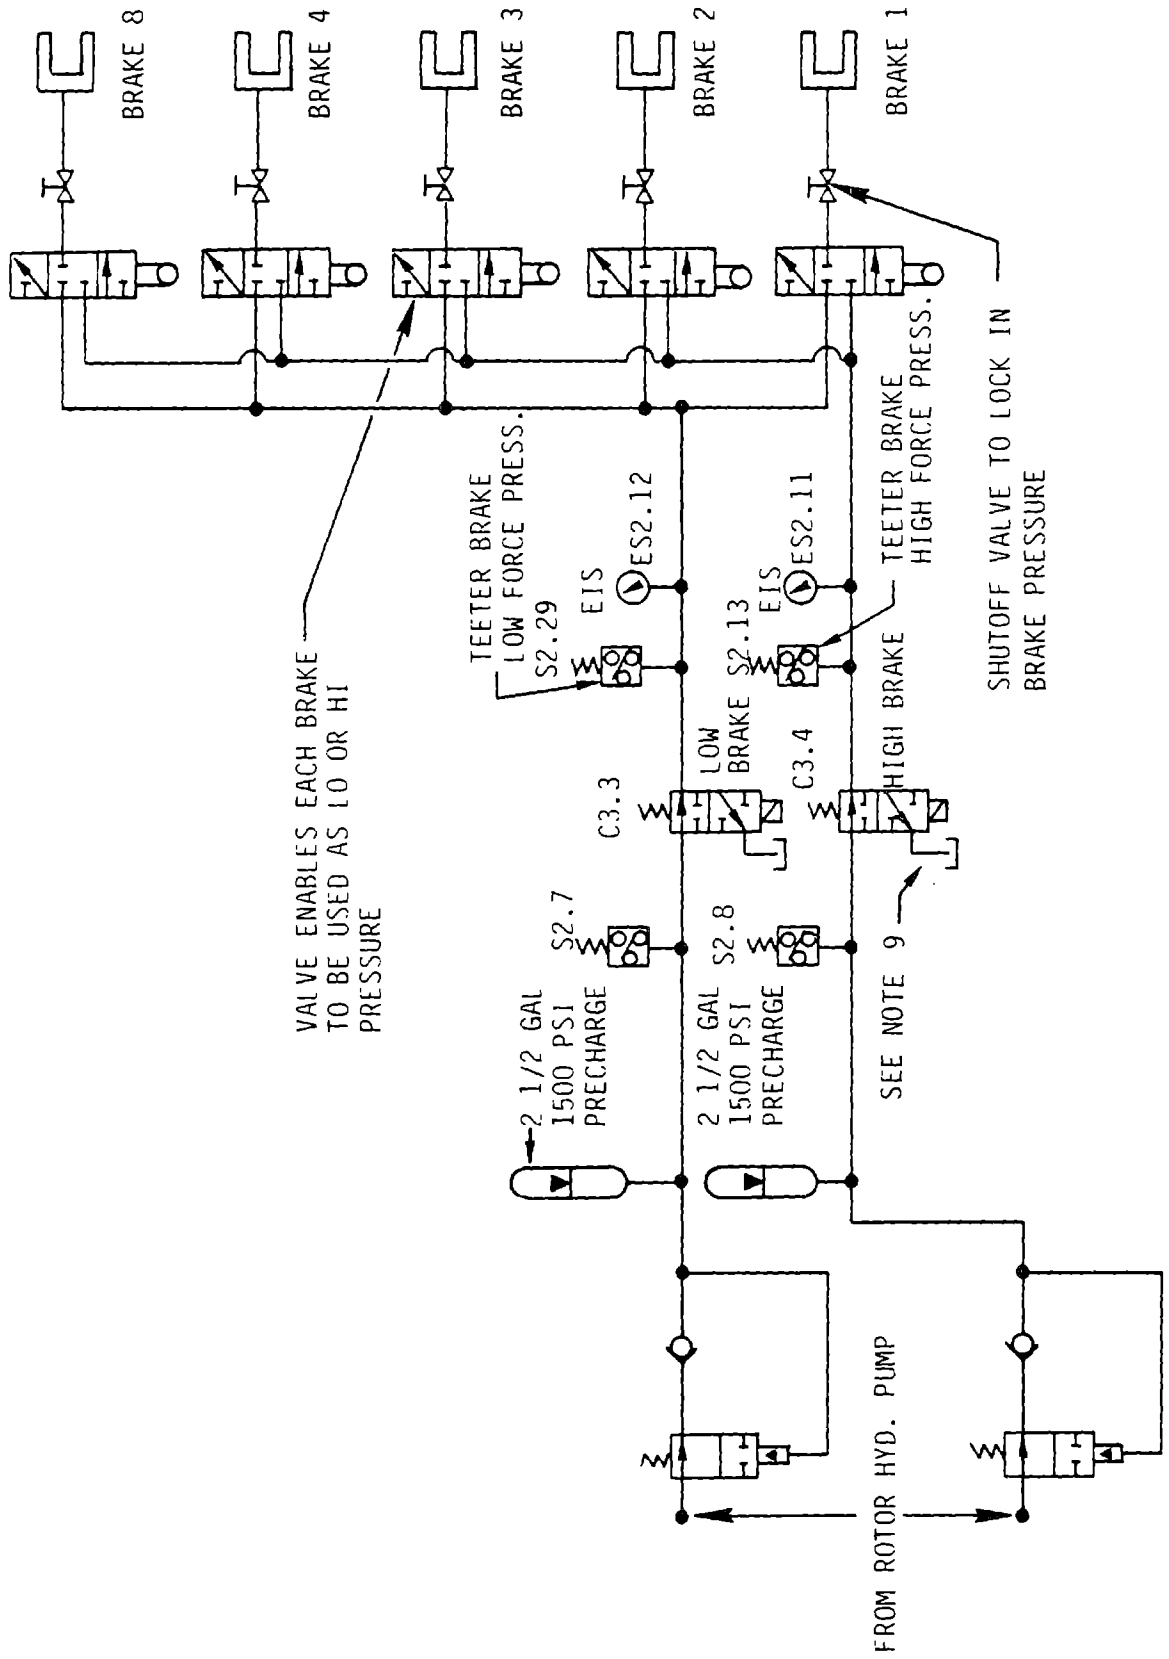 BRAKE 8
BRAKE 4
BRAKE 3
BRAKE 2
BRAKE 1
VALVE ENABLES EACH BRAKE
TO BE USED AS LO OR HI
PRESSURE
TEETER BRAKE
LOW FORCE PRESS.
S2.29
EIS
ES2.12
C3.3
LOW
BRAKE
S2.7
2 1/2 GAL
1500 PSI
PRECHARGE
S2.13
EIS
ES2.11
TEETER BRAKE
HIGH FORCE PRESS.
C3.4
HIGH BRAKE
S2.8
2 1/2 GAL
1500 PSI
PRECHARGE
SEE NOTE 9
SHUTOFF VALVE TO LOCK IN
BRAKE PRESSURE
FROM ROTOR HYD. PUMP